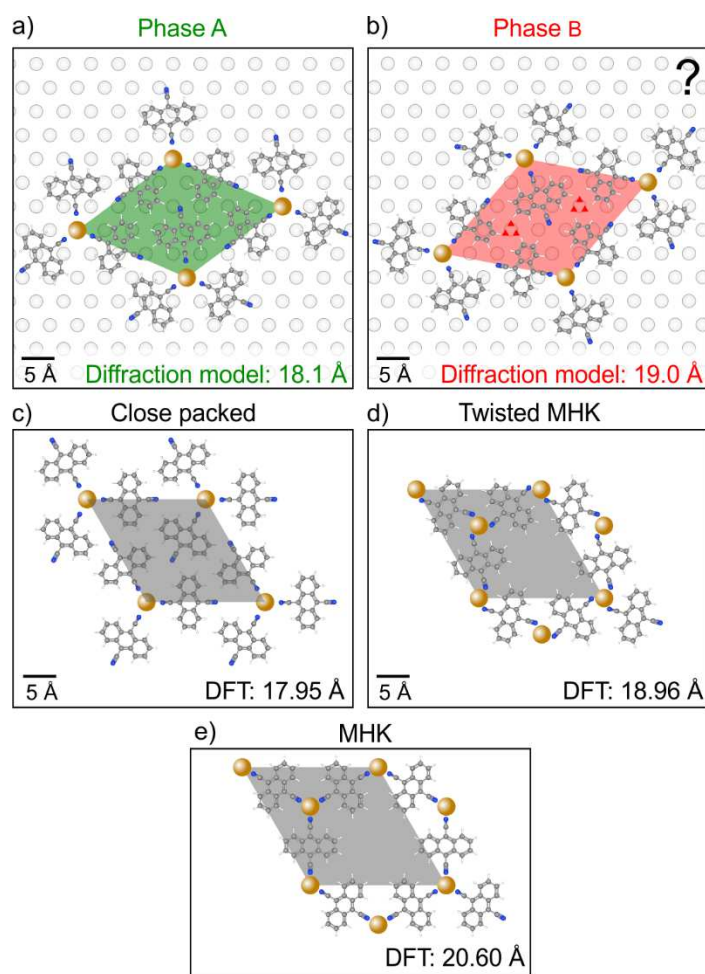 a) Phase A
b) Phase B
?
5 Å
Diffraction model: 18.1 Å
5 Å
Diffraction model: 19.0 Å
c) Close packed
d) Twisted MHK
5 Å
DFT: 17.95 Å
5 Å
DFT: 18.96 Å
e) MHK
DFT: 20.60 Å